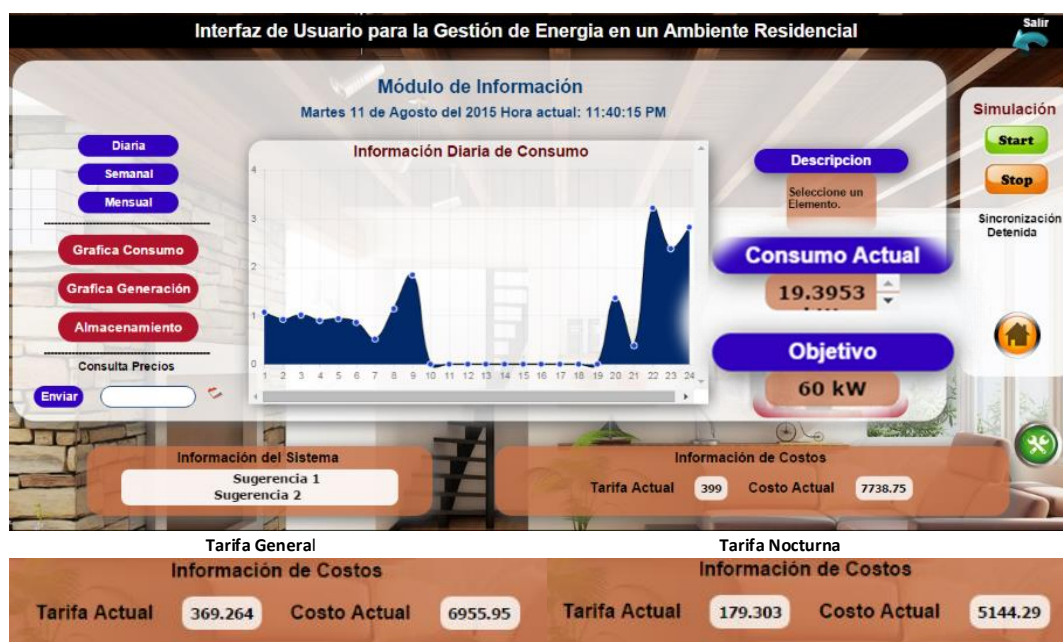 Interfaz de Usuario para la Gestión de Energia en un Ambiente Residencial
Salir
Módulo de Información
Martes 11 de Agosto del 2015 Hora actual: 11:40:15 PM
Diaria
Semanal
Mensual
Grafica Consumo
Grafica Generación
Almacenamiento
Consulta Precios
Enviar
Información Diaria de Consumo
4
3
2
1
0
1 2 3 4 5 6 7 8 9 10 11 12 13 14 15 16 17 18 19 20 21 22 23 24
Descripcion
Seleccione un
Elemento.
Consumo Actual
19.3953
Objetivo
60 kW
Simulación
Start
Stop
Sincronización
Detenida
Información del Sistema
Sugerencia 1
Sugerencia 2
Información de Costos
Tarifa Actual 399 Costo Actual 7738.75
Tarifa General
Información de Costos
Tarifa Actual 369.264 Costo Actual 6955.95
Tarifa Nocturna
Información de Costos
Tarifa Actual 179.303 Costo Actual 5144.29